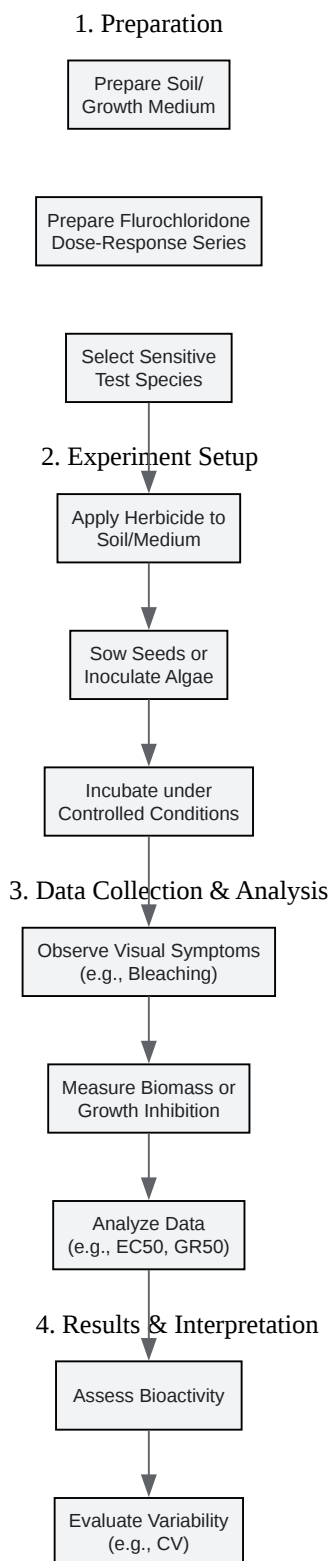 1. Preparation
Prepare Soil/
Growth Medium
Prepare Flurochloridone
Dose-Response Series
Select Sensitive
Test Species
2. Experiment Setup
Apply Herbicide to
Soil/Medium
Sow Seeds or
Inoculate Algae
Incubate under
Controlled Conditions
3. Data Collection & Analysis
Observe Visual Symptoms
(e.g., Bleaching)
Measure Biomass or
Growth Inhibition
Analyze Data
(e.g., EC50, GR50)
4. Results & Interpretation
Assess Bioactivity
Evaluate Variability
(e.g., CV)